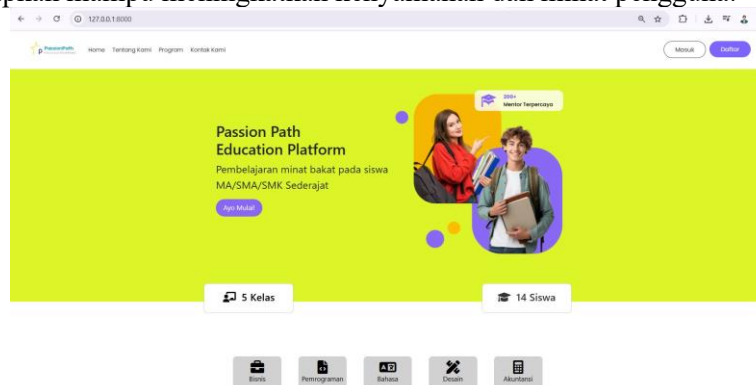 mampu meningkatkan kenyamanan dan minat pengguna.
127.0.0.1:8000
PassionPath
Home Tentang Kami Program Kontak Kami
Masuk Daftar
200+
Mentor Terpercaya
Passion Path
Education Platform
Pembelajaran minat bakat pada siswa
MA/SMA/SMK Sederajat
Ayo Mulai!
5 Kelas
14 Siswa
Bisnis Pemrograman Bahasa Desain Akuntansi